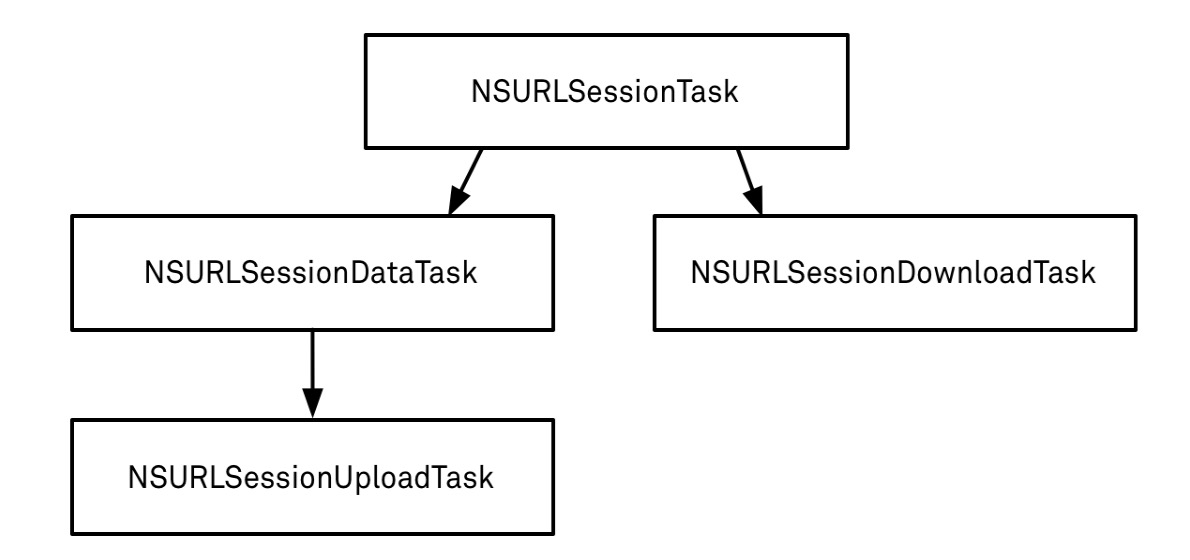 NSURLSessionTask
NSURLSessionDataTask
NSURLSessionDownloadTask
NSURLSessionUploadTask